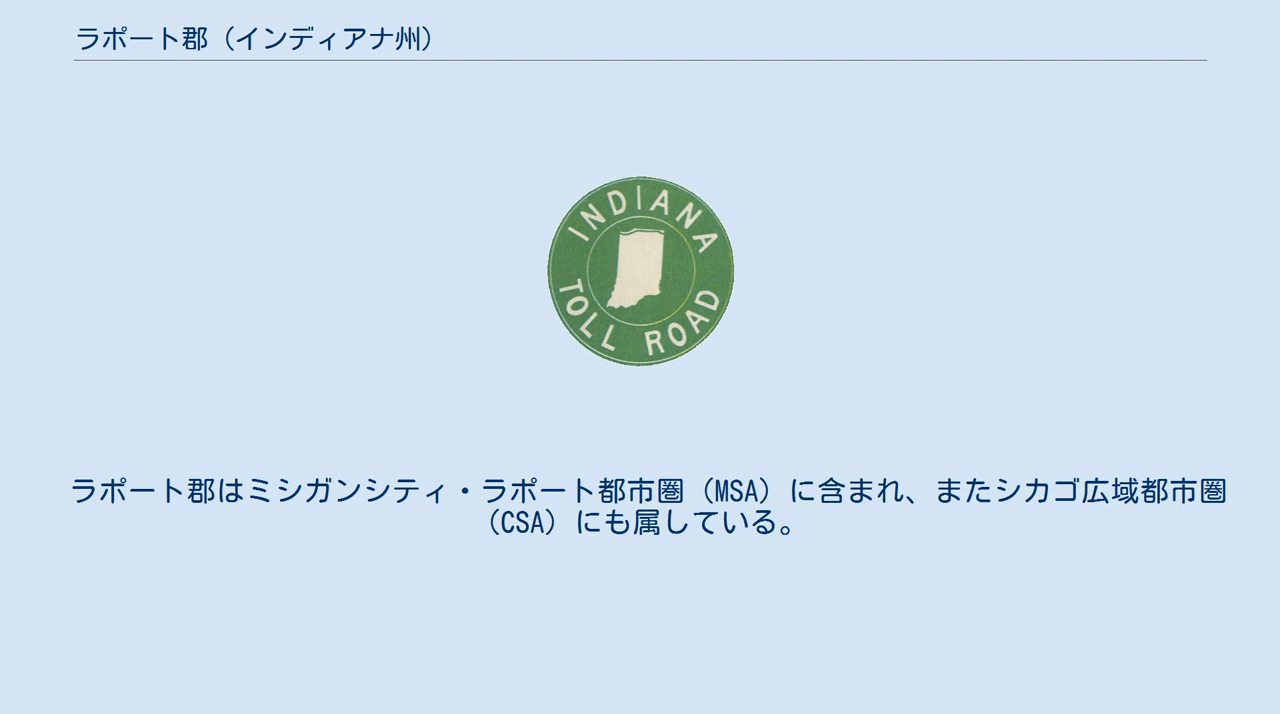 ラポート郡（インディアナ州）
INDIANA
TOLL ROAD
ラポート郡はミシガンシティ・ラポート都市圏（MSA）に含まれ、またシカゴ広域都市圏
（CSA）にも属している。